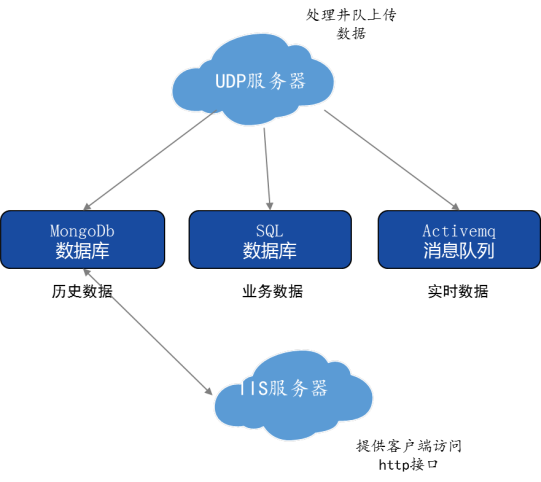 处理井队上传
数据
UDP服务器
MongoDb
数据库
SQL
数据库
Activemq
消息队列
历史数据
业务数据
实时数据
IIS服务器
提供客户端访问
http接口